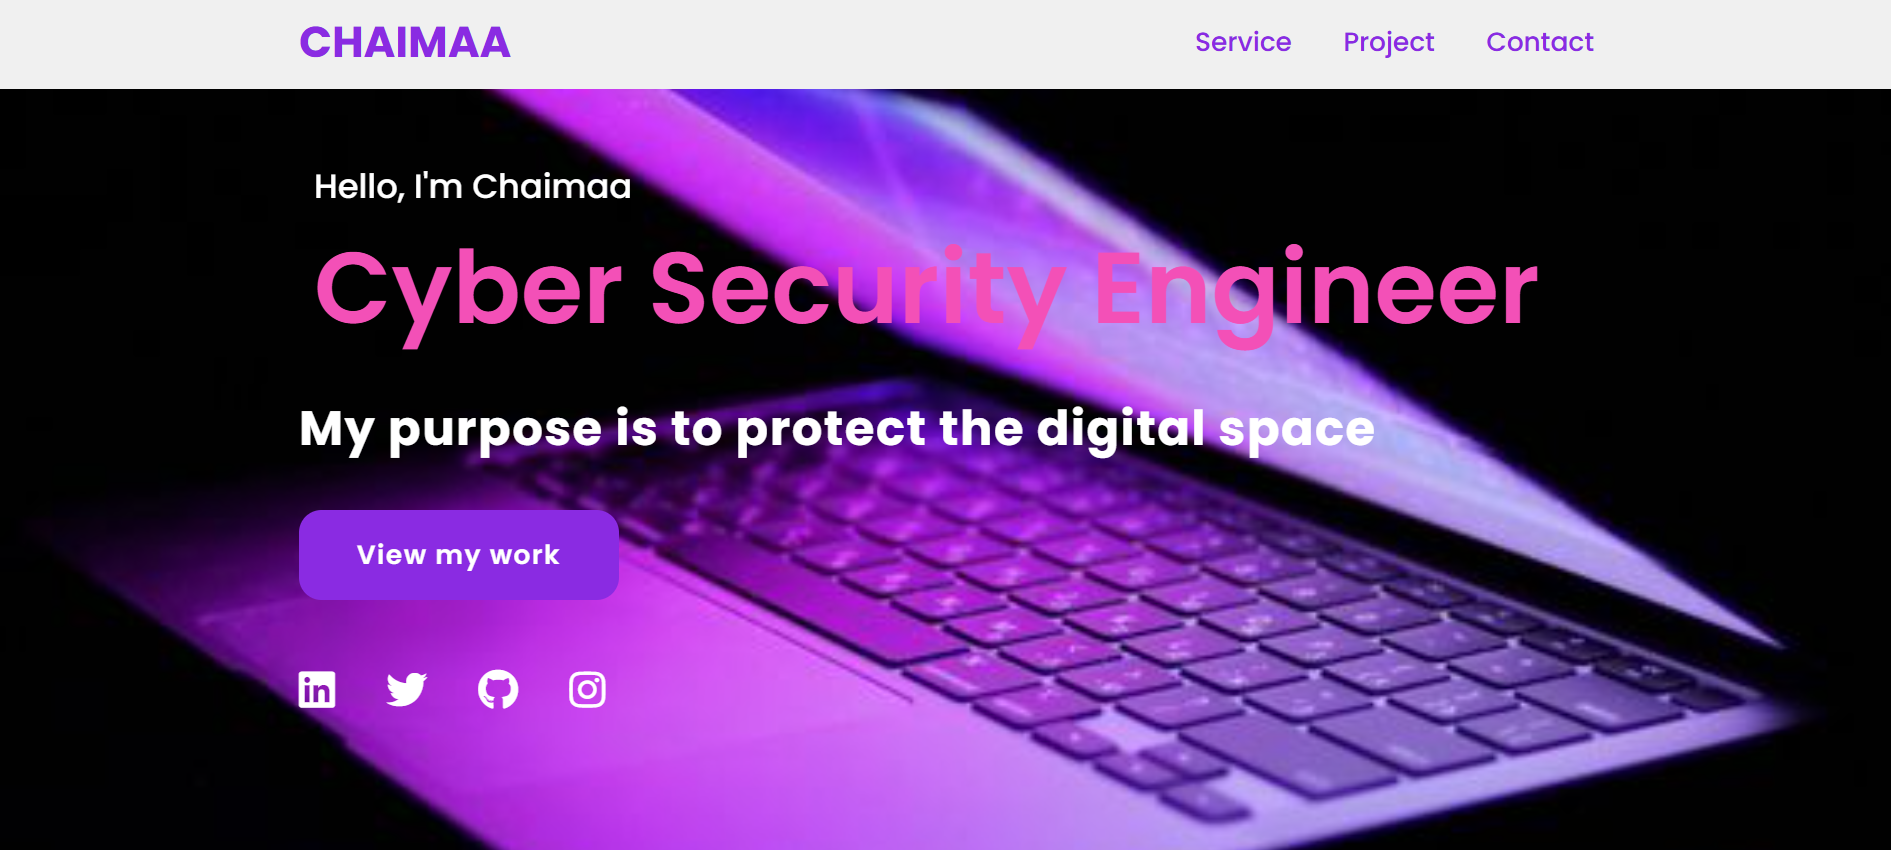 CHAIMAA
Service Project Contact
Hello, I'm Chaimaa
Cyber Security Engineer
My purpose is to protect the digital space
View my work
in